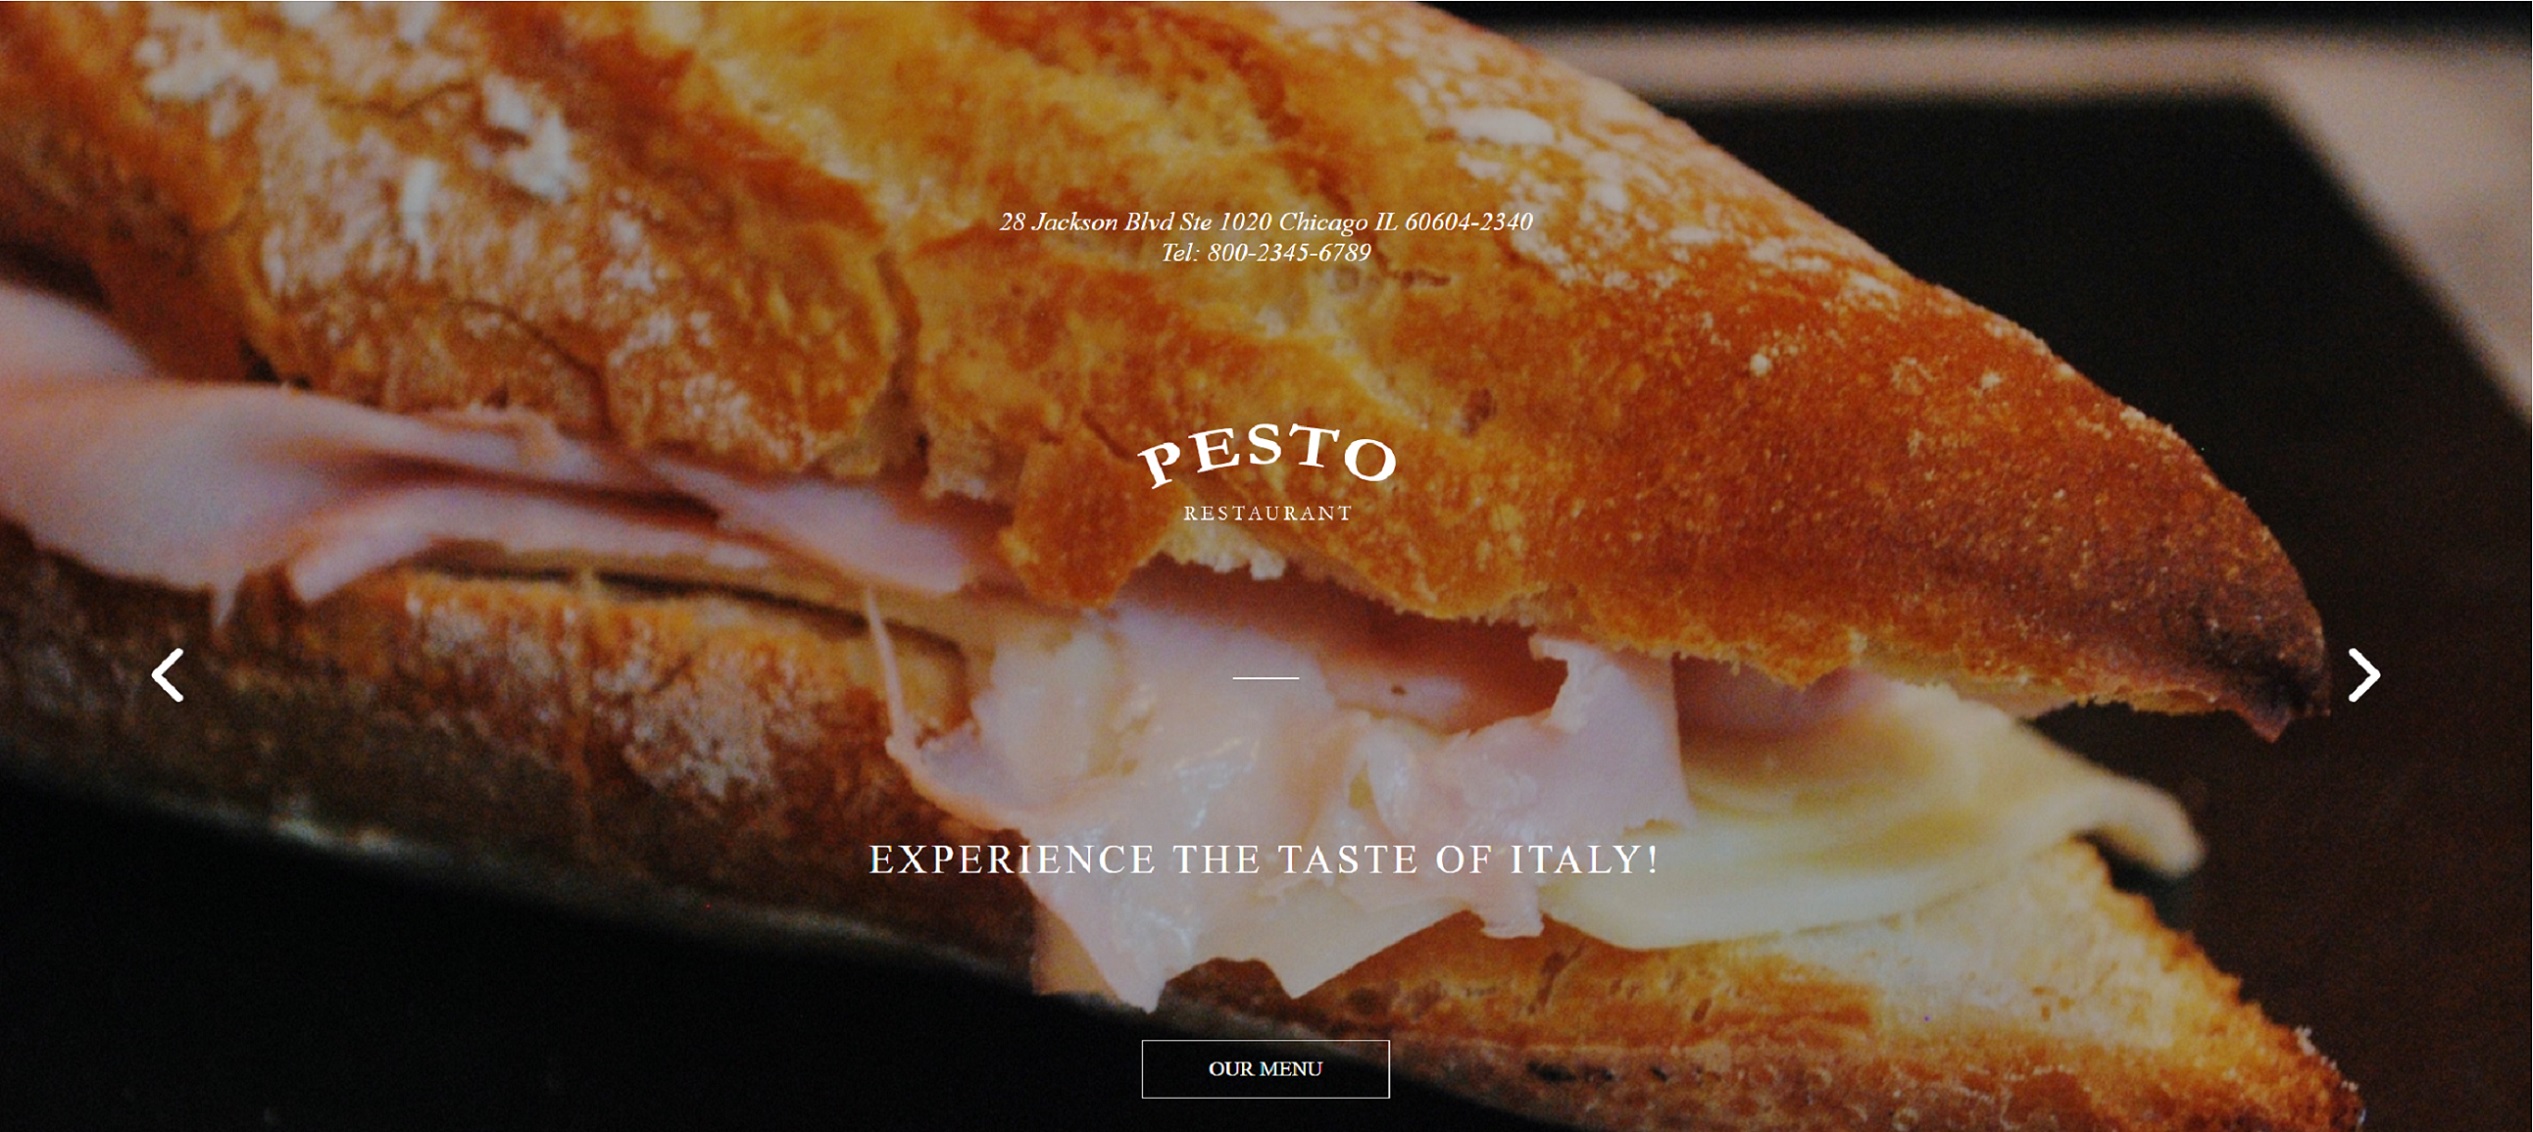 28 Jackson Blvd Ste 1020 Chicago IL 60604-2340
Tel: 800-2345-6789
PESTO
RESTAURANT
EXPERIENCE THE TASTE OF ITALY!
OUR MENU